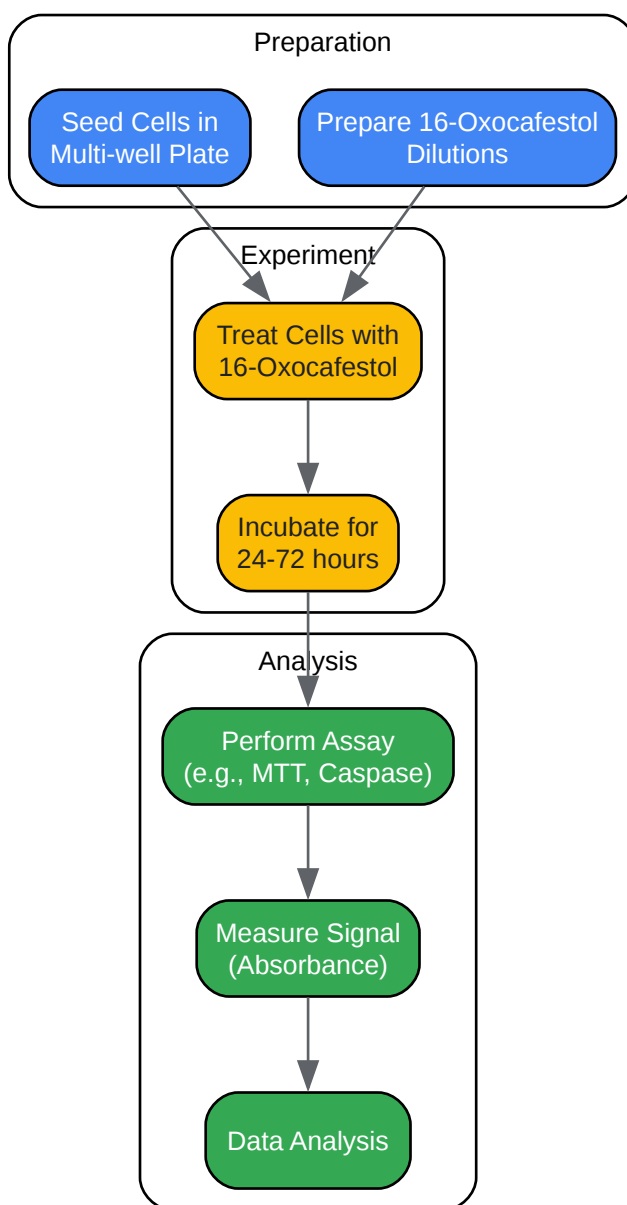 Preparation
Seed Cells in
Multi-well Plate
Prepare 16-Oxocafestol
Dilutions
Experiment
Treat Cells with
16-Oxocafestol
Incubate for
24-72 hours
Analysis
Perform Assay
(e.g., MTT, Caspase)
Measure Signal
(Absorbance)
Data Analysis